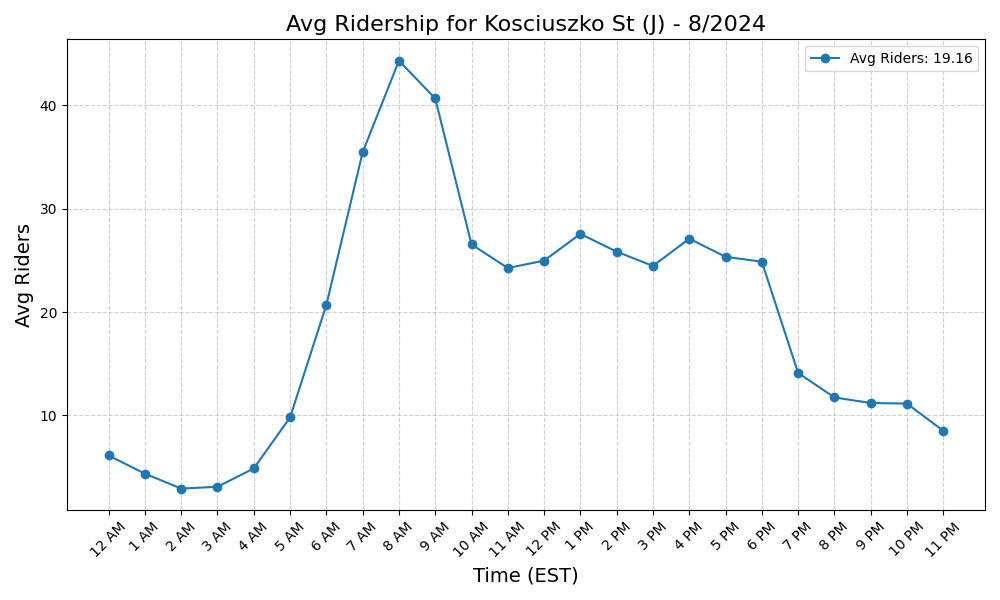 Avg Ridership for Kosciuszko St (J) - 8/2024
Avg Riders: 19.16
Avg Riders
40
30
20
10
12 AM
1 AM
2 AM
3 AM
4 AM
5 AM
6 AM
7 AM
8 AM
9 AM
10 AM
11 AM
12 PM
1 PM
2 PM
3 PM
4 PM
5 PM
6 PM
7 PM
8 PM
9 PM
10 PM
11 PM
Time (EST)